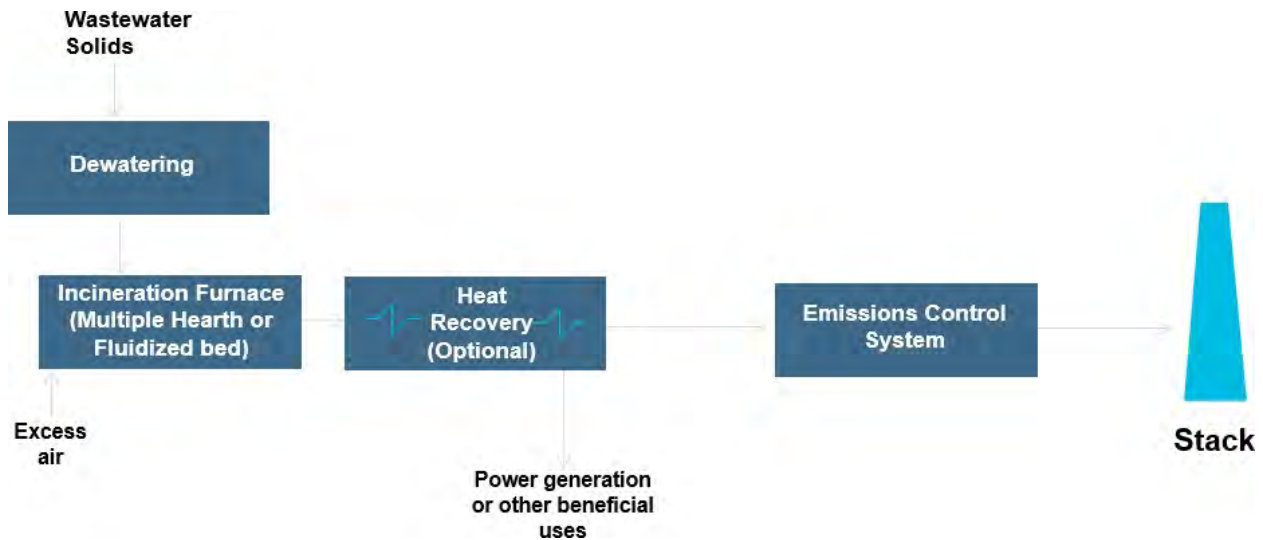 Wastewater
Solids
Dewatering
Incineration Furnace
(Multiple Hearth or
Fluidized bed)
Heat
Recovery
(Optional)
Emissions Control
System
Excess
air
Power generation
or other beneficial
uses
Stack